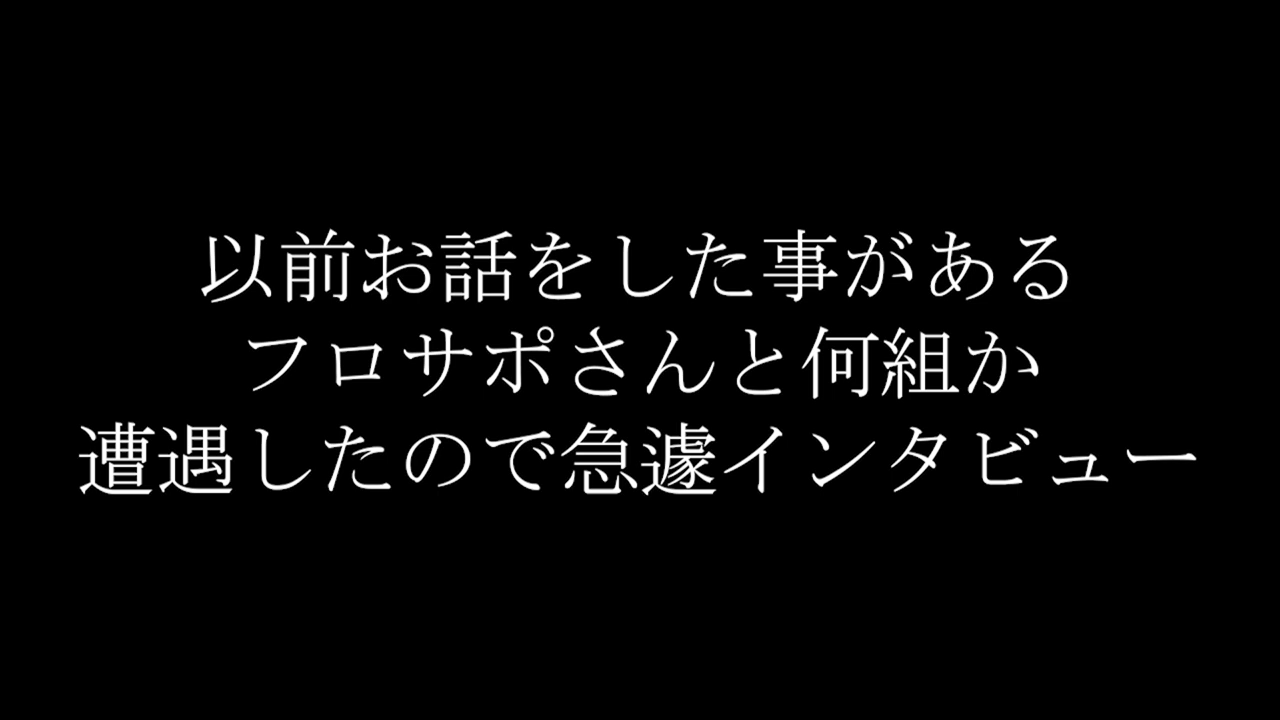 以前お話をした事がある
フロサポさんと何組か
遭遇したので急遽インタビュー